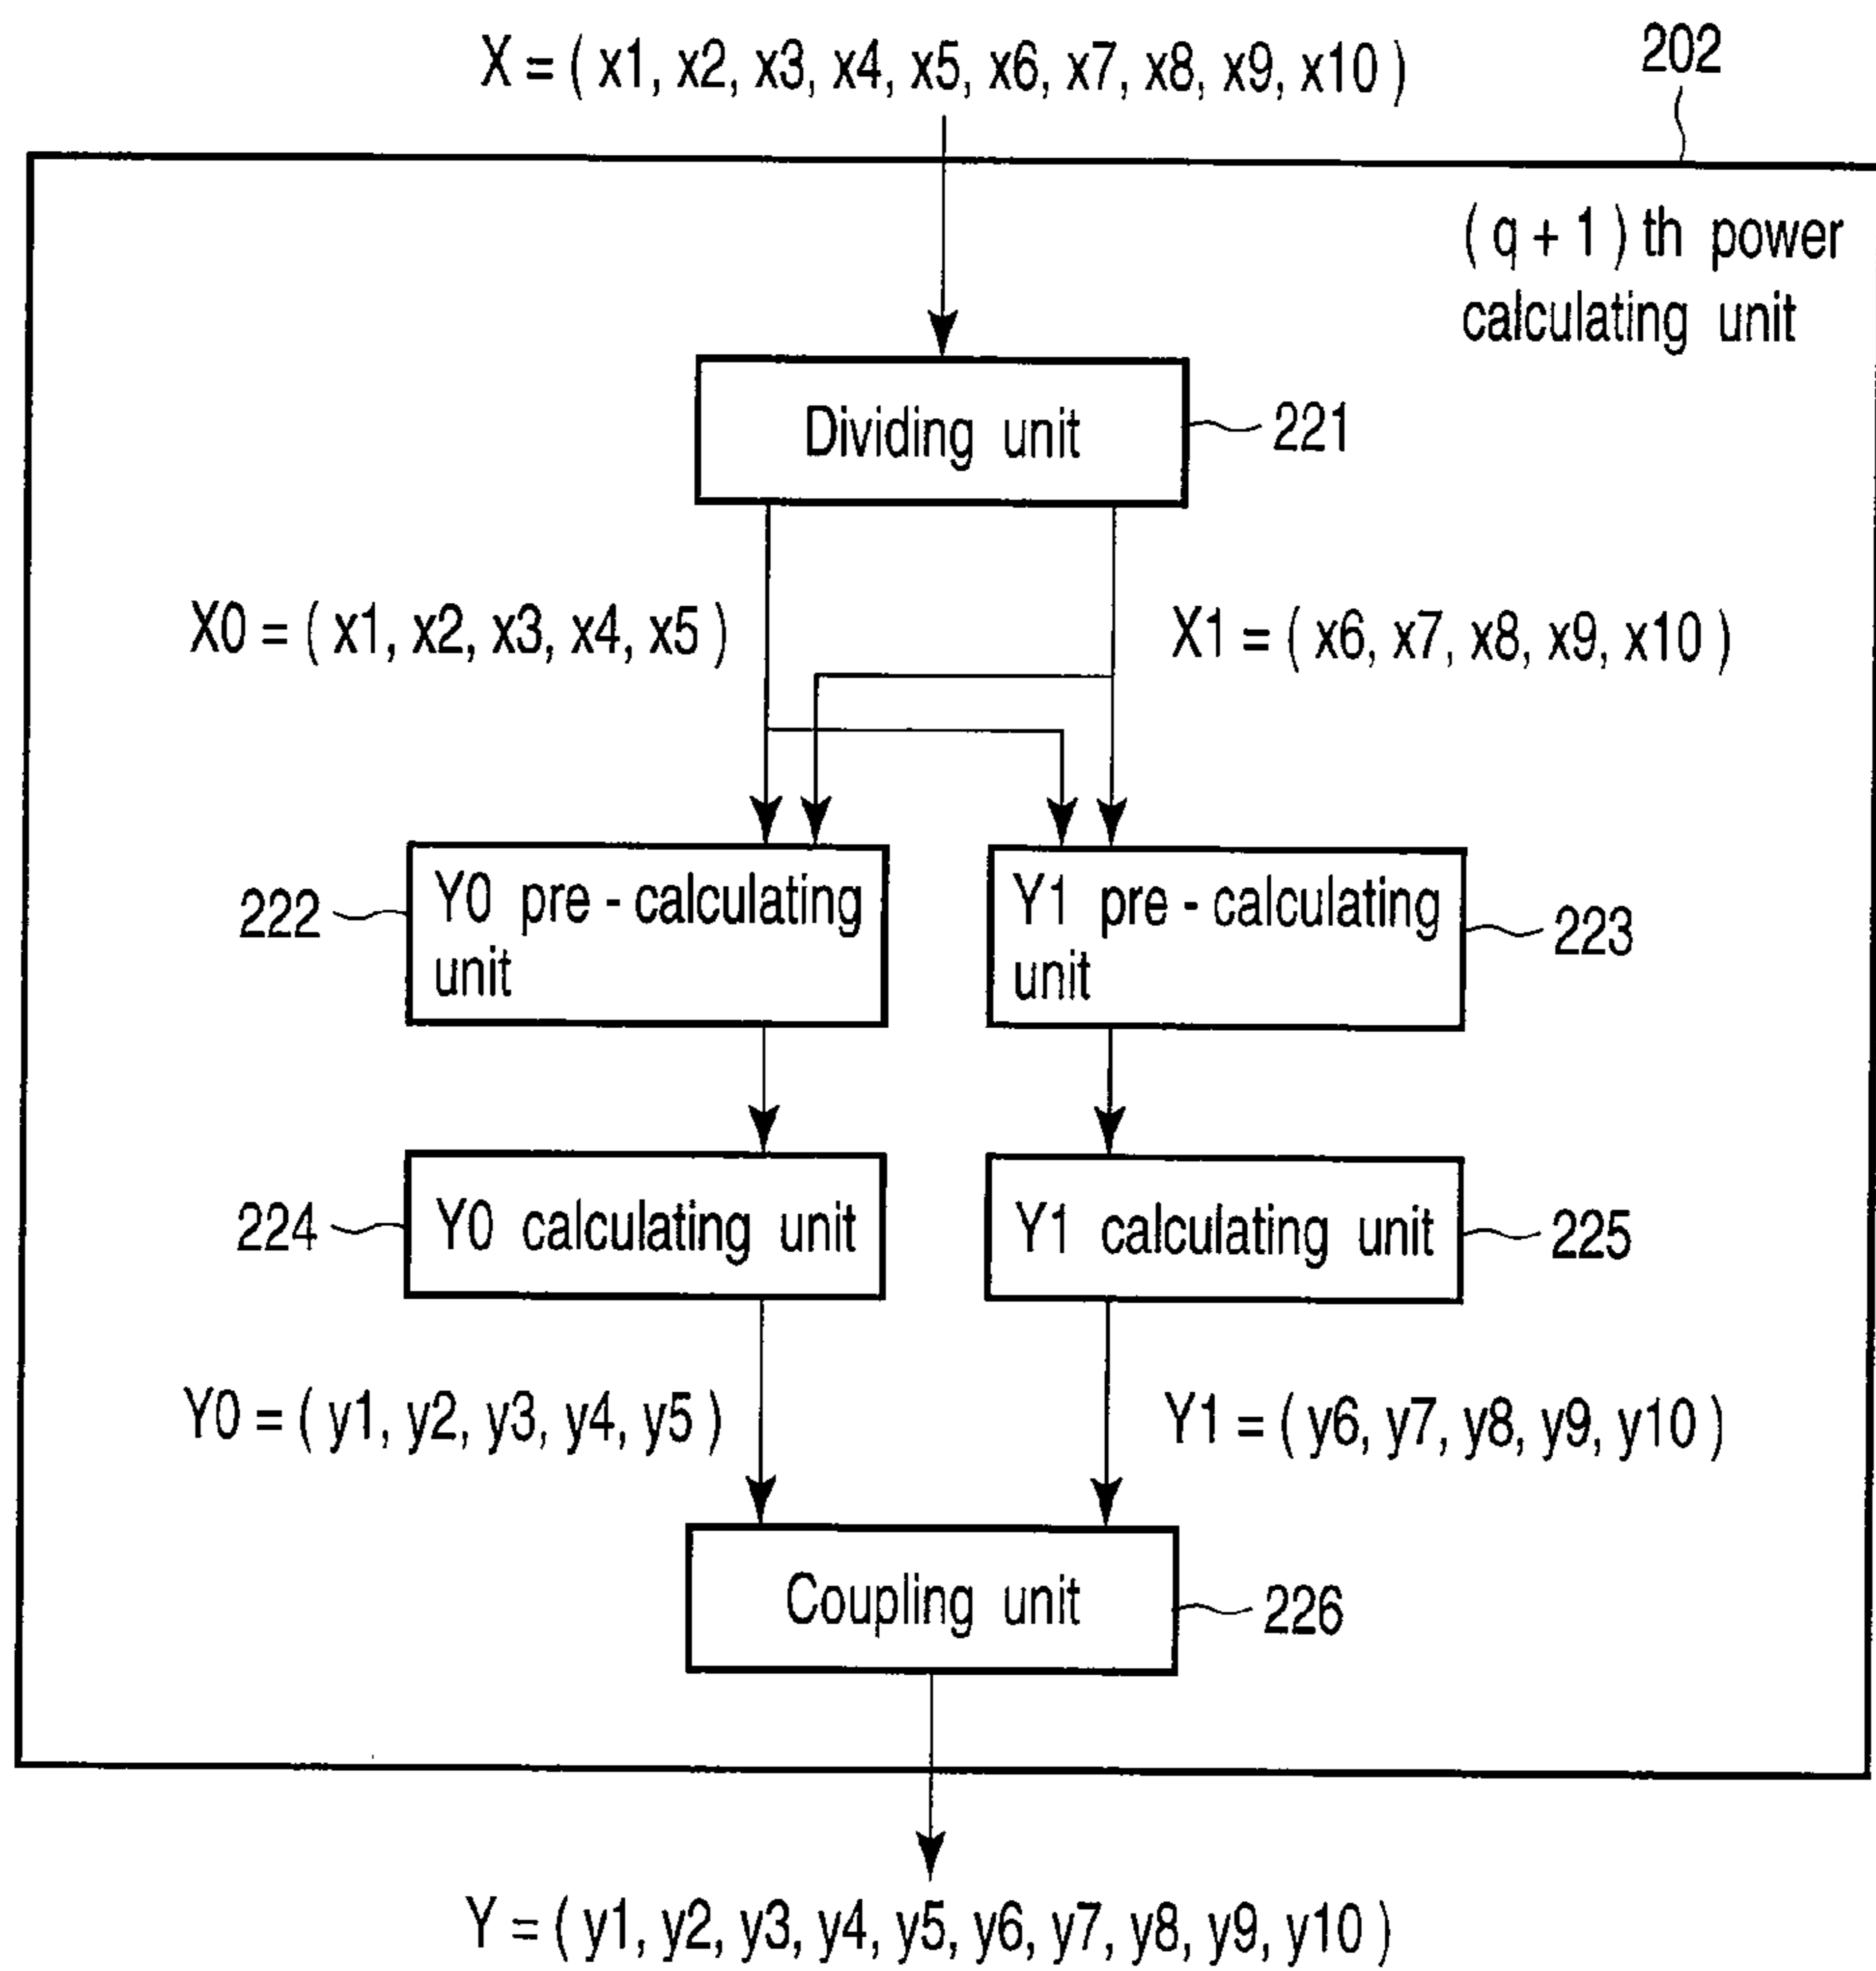 X = ( x1, x2, x3, x4, x5, x6, x7, x8, x9, x10 )
202
( q + 1 ) th power
calculating unit
Dividing unit
221
X0 = ( x1, x2, x3, x4, x5 )
X1 = ( x6, x7, x8, x9, x10 )
222
Y0 pre - calculating
unit
Y1 pre - calculating
unit
223
224
Y0 calculating unit
Y1 calculating unit
225
Y0 = ( y1, y2, y3, y4, y5 )
Y1 = ( y6, y7, y8, y9, y10 )
Coupling unit
226
Y = ( y1, y2, y3, y4, y5, y6, y7, y8, y9, y10 )